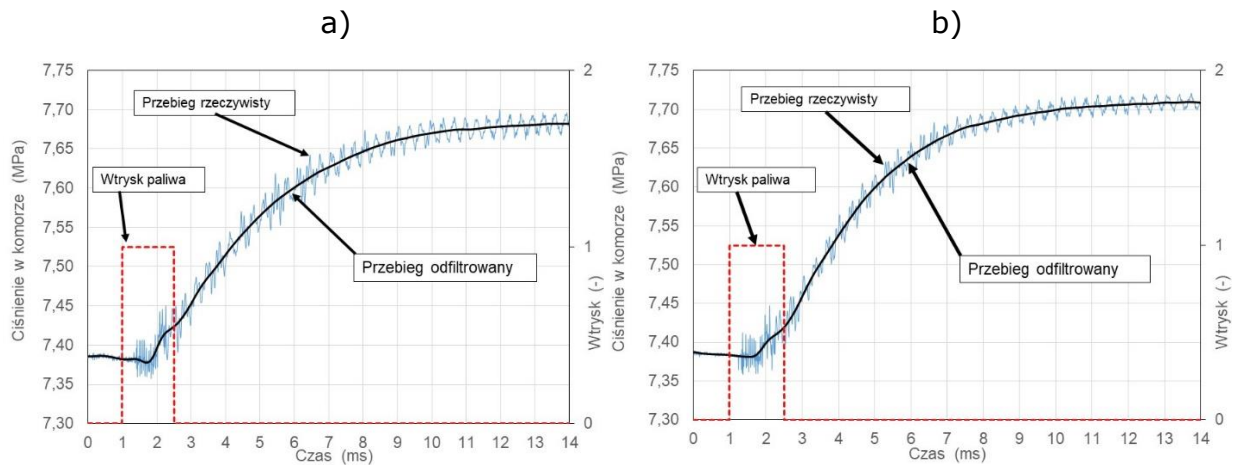 a)
7,75
7,70
7,65
7,60
7,55
7,50
7,45
7,40
7,35
7,30
Ciśnienie w komorze (MPa)
Przebieg rzeczywisty
Wtrysk paliwa
Przebieg odfiltrowany
2
1
0
Wtrysk (-)
0 1 2 3 4 5 6 7 8 9 10 11 12 13 14
Czas (ms)
b)
7,75
7,70
7,65
7,60
7,55
7,50
7,45
7,40
7,35
7,30
Ciśnienie w komorze (MPa)
Przebieg rzeczywisty
Wtrysk paliwa
Przebieg odfiltrowany
2
1
0
Wtrysk (-)
0 1 2 3 4 5 6 7 8 9 10 11 12 13 14
Czas (ms)